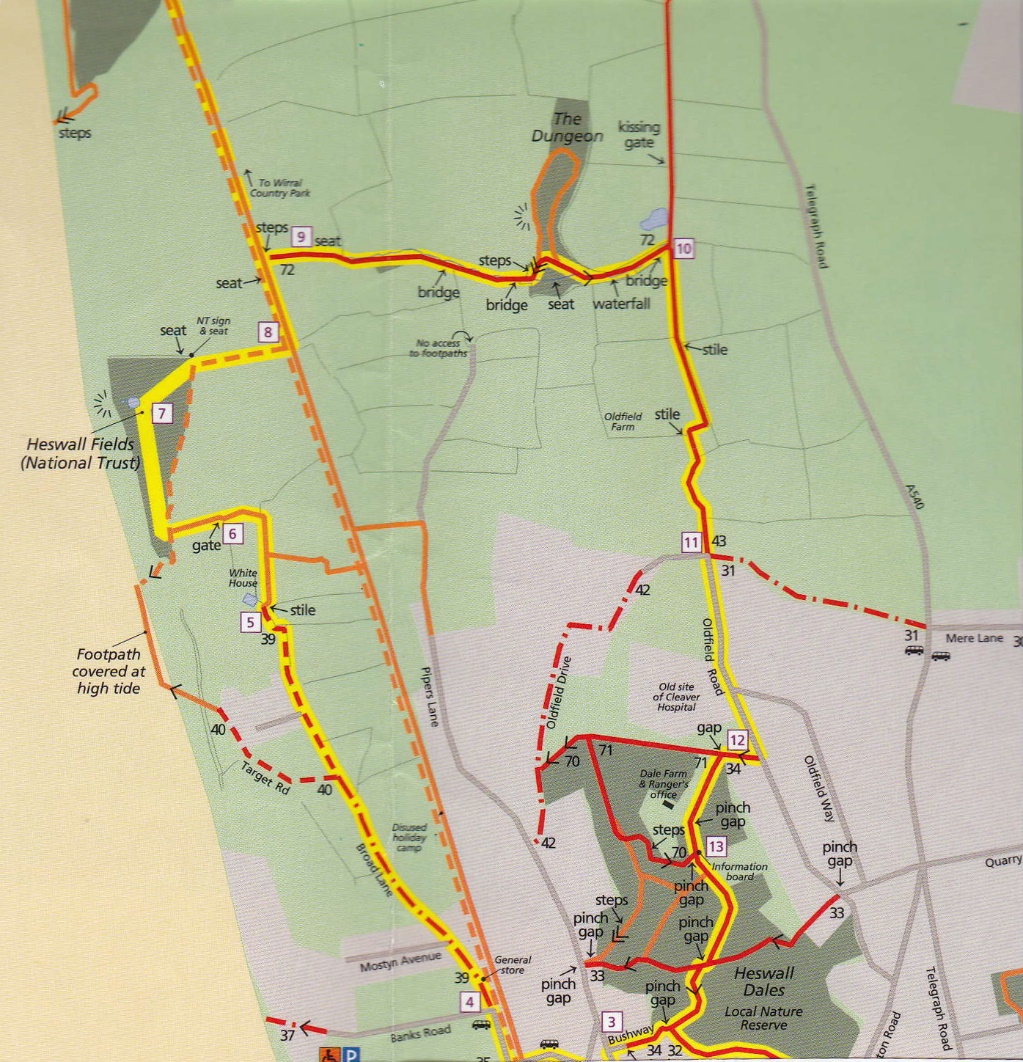 The
Dungeon
kissing
gate
steps
To Wirral
Country Park
Telegraph Road
steps
9
seat
72
10
72
steps
seat
bridge
bridge
bridge
seat
waterfall
8
NT sign
& seat
seat
No access
to footpaths
stile
7
Oldfield
Farm
stile
Heswall Fields
(National Trust)
A540
6
gate
11
43
31
White
House
42
5
stile
39
31
Mere Lane
30
Footpath
covered at
high tide
Pipers Lane
Oldfield Drive
Oldfield Road
Old site
of Cleaver
Hospital
40
gap
12
71
71
34
70
Target Rd
40
Dale Farm
& Ranger's
office
Oldfield Way
pinch
gap
Disused
holiday
camp
steps
42
70
13
pinch
gap
Information
board
Quarry
Broad Lane
pinch
gap
steps
33
pinch
gap
pinch
gap
Mostyn Avenue
General
store
39
33
Heswall
Dales
pinch
gap
pinch
gap
4
Local Nature
Reserve
Telegraph Road
3
37
Banks Road
Bushway
ton Road
P
35
34
32